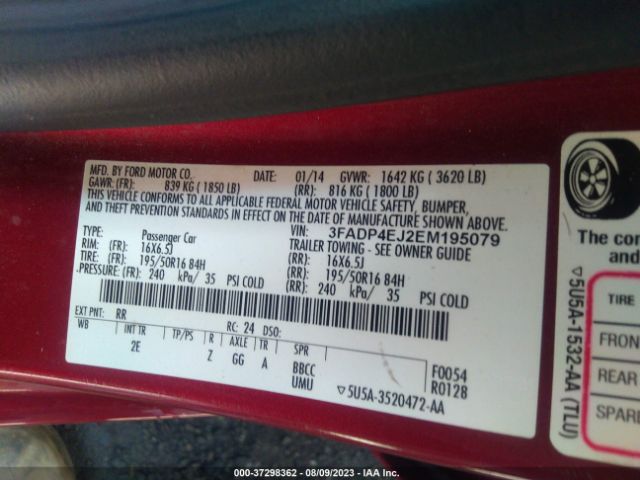 MFD. BY FORD MOTOR CO. DATE: 01/14 GVWR: 1642 KG ( 3620 LB)
GAWR: (FR): 839 KG ( 1850 LB) (RR): 816 KG ( 1800 LB)
THIS VEHICLE CONFORMS TO ALL APPLICABLE FEDERAL MOTOR VEHICLE SAFETY, BUMPER,
AND THEFT PREVENTION STANDARDS IN EFFECT ON THE DATE OF MANUFACTURE SHOWN ABOVE.
VIN: 3FADP4EJ2EM195079
TYPE: Passenger Car TRAILER TOWING - SEE OWNER GUIDE
RIM: (FR): 16X6.5J (RR): 16X6.5J
TIRE: (FR): 195/50R16 84H (RR): 195/50R16 84H
PRESSURE: (FR): 240 kPa/ 35 PSI COLD (RR): 240 kPa/ 35 PSI COLD
EXT PNT: RR RC: 24 DSO:
WB INT TR TP/PS R AXLE TR SPR F0054
2E Z GG A BBCC R0128
UMU ▽5U5A-3520472-AA
The con
and
TIRE
FRON
REAR
SPARE
▽5U5A-1532-AA (TLU)
000-37298362 - 08/09/2023 - IAA Inc.